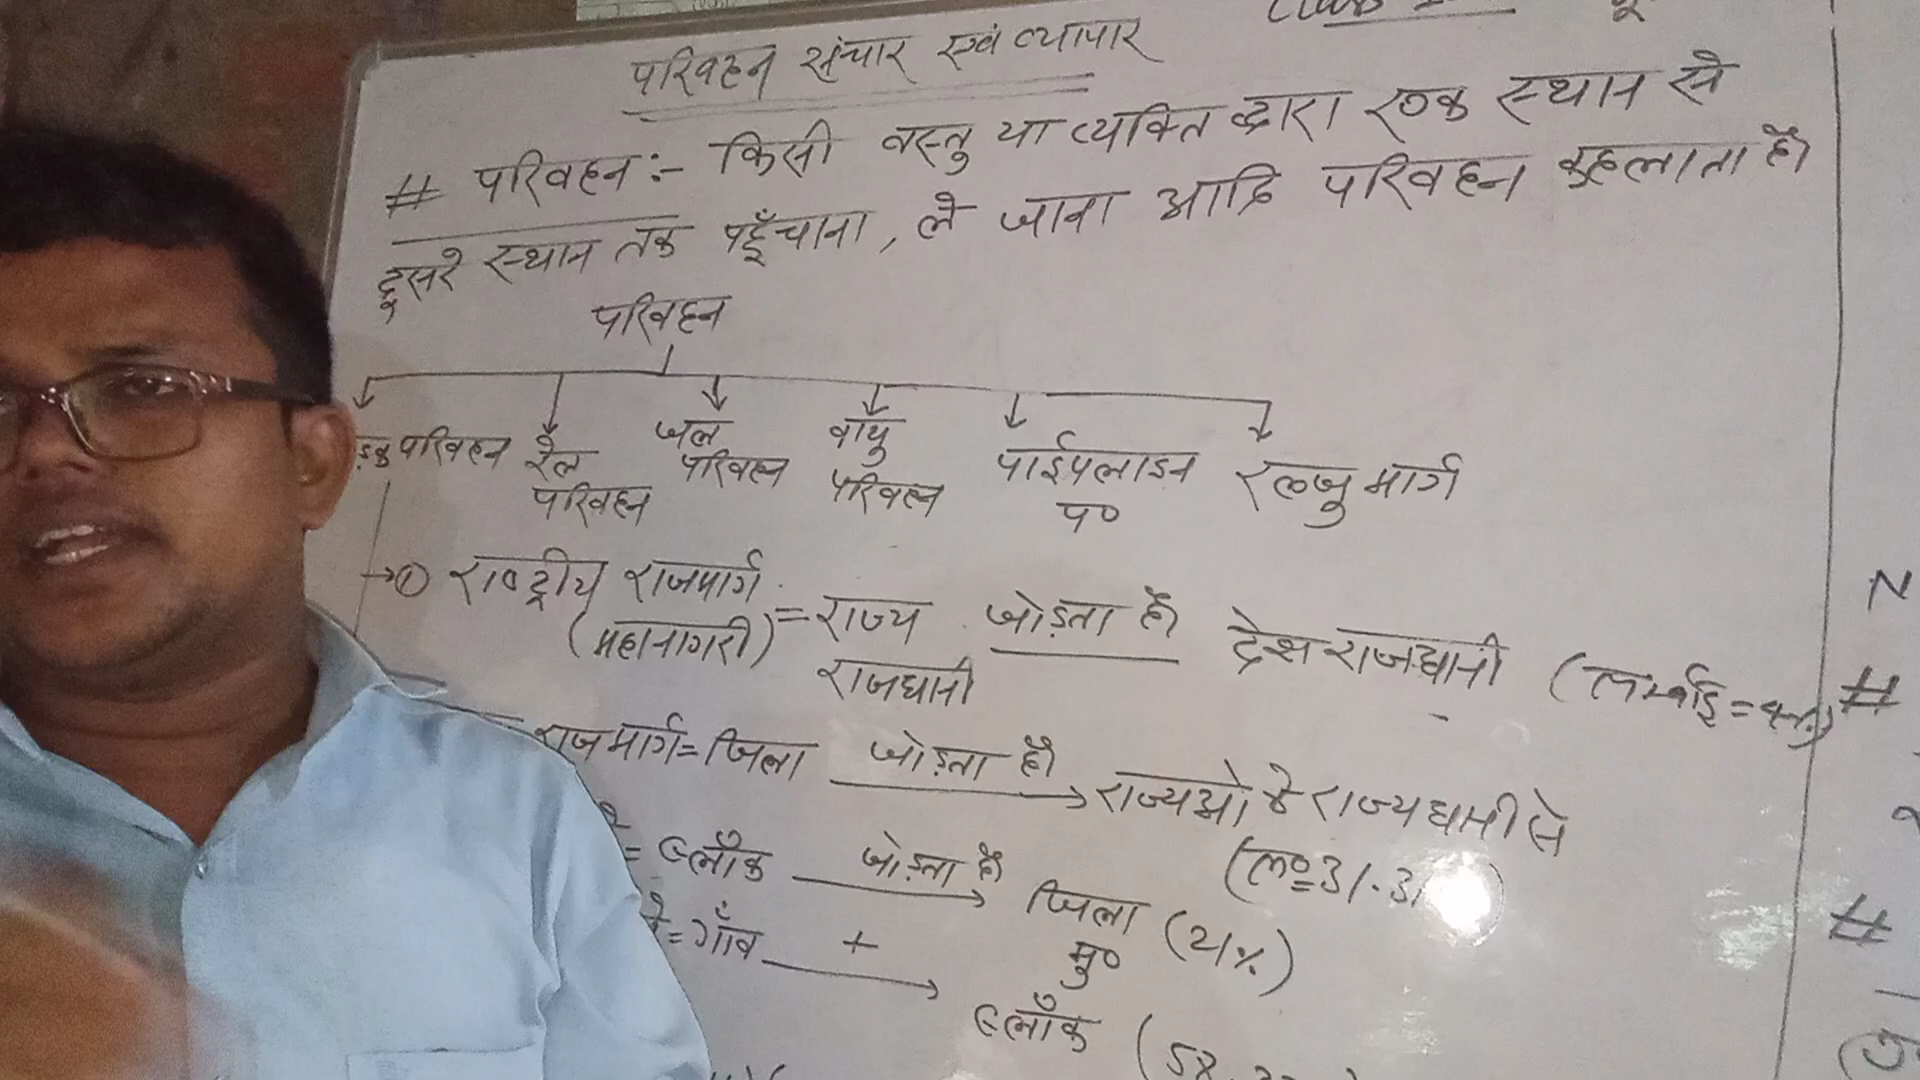 परिवहन संचार एवं व्यापार
# परिवहन :- किसी वस्तु या व्यक्ति द्वारा एक स्थान से
दूसरे स्थान तक पहुँचाना, ले जाना आदि परिवहन कहलाता है।
परिवहन
परिवहन रेल परिवहन जल परिवहन वायु परिवहन पाईपलाइन प० रज्जु मार्ग
→① राष्ट्रीय राजमार्ग (महानागरी) = राज्य राजधानी जोड़ता है। देश राजधानी
राजमार्ग = जिला जोड़ता है। → राज्यओ के राज्यधानी से
= ब्लॉक जोड़ता है → जिला मु० (21%)
= गाँव + → ब्लॉक
#
#